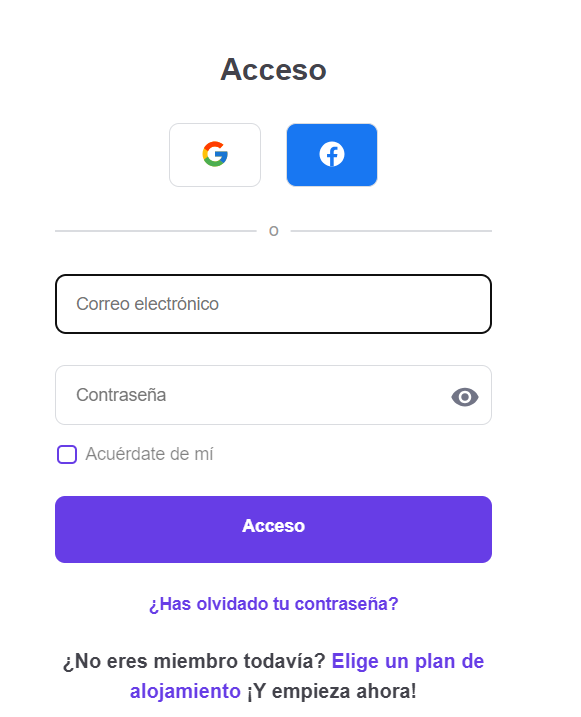 Acceso
o
Correo electrónico
Contraseña
Acuérdate de mí
Acceso
¿Has olvidado tu contraseña?
¿No eres miembro todavía? Elige un plan de
alojamiento ¡Y empieza ahora!